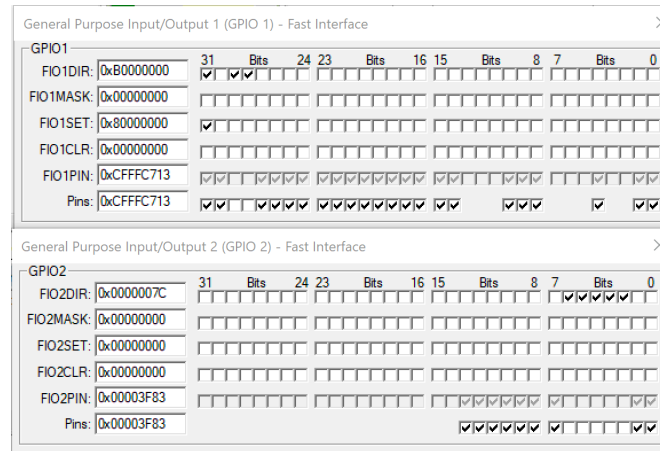 General Purpose Input/Output 1 (GPIO 1) - Fast Interface
GPIO1
31 Bits 24 23 Bits 16 15 Bits 8 7 Bits 0
FIO1DIR: 0xB0000000
FIO1MASK: 0x00000000
FIO1SET: 0x80000000
FIO1CLR: 0x00000000
FIO1PIN: 0xCFFFC713
Pins: 0xCFFFC713
General Purpose Input/Output 2 (GPIO 2) - Fast Interface
GPIO2
31 Bits 24 23 Bits 16 15 Bits 8 7 Bits 0
FIO2DIR: 0x0000007C
FIO2MASK: 0x00000000
FIO2SET: 0x00000000
FIO2CLR: 0x00000000
FIO2PIN: 0x00003F83
Pins: 0x00003F83